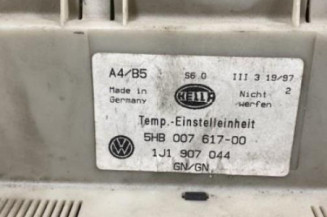 A4/B5 56 0 III 3 19/97
Made in Germany
HELLA
Nicht werfen 2
Temp.-Einstelleinheit
5HB 007 617-00
1J1 907 044
GN/GN